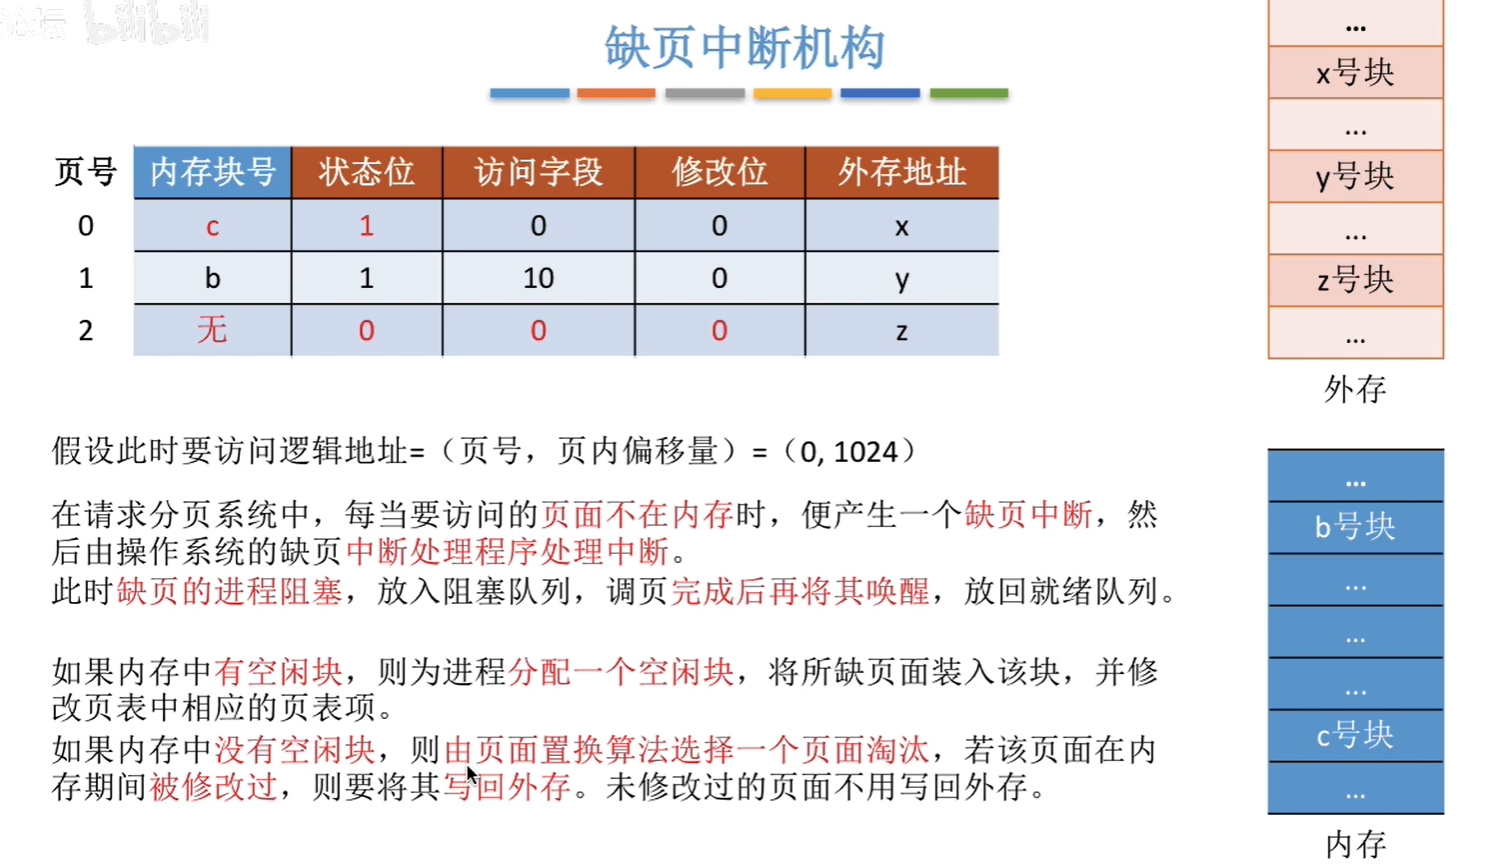 论坛 bilibili
缺页中断机构
页号 内存块号 状态位 访问字段 修改位 外存地址
0 c 1 0 0 x
1 b 1 10 0 y
2 无 0 0 0 z
假设此时要访问逻辑地址=（页号，页内偏移量）=（0, 1024）
在请求分页系统中，每当要访问的页面不在内存时，便产生一个缺页中断，然
后由操作系统的缺页中断处理程序处理中断。
此时缺页的进程阻塞，放入阻塞队列，调页完成后再将其唤醒，放回就绪队列。
如果内存中有空闲块，则为进程分配一个空闲块，将所缺页面装入该块，并修
改页表中相应的页表项。
如果内存中没有空闲块，则由页面置换算法选择一个页面淘汰，若该页面在内
存期间被修改过，则要将其写回外存。未修改过的页面不用写回外存。
...
x号块
...
y号块
...
z号块
...
外存
...
b号块
...
...
...
c号块
...
内存